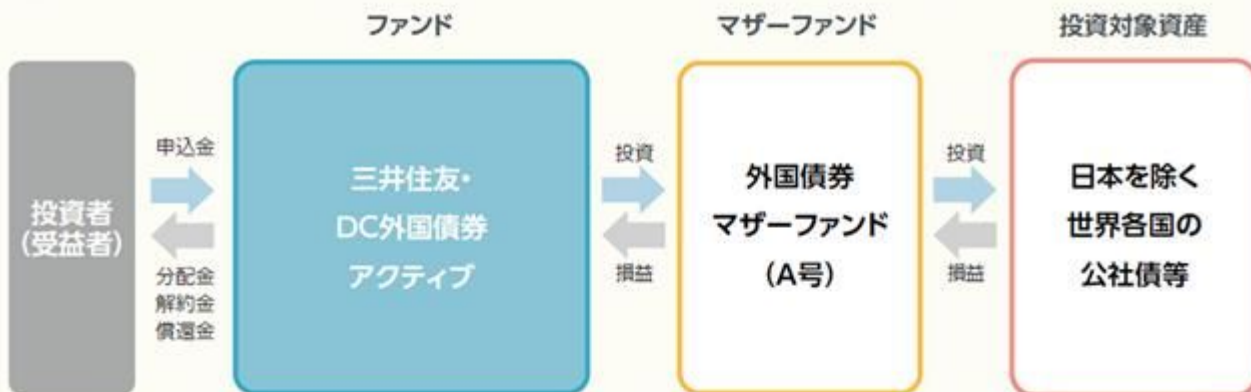 ファンド
マザーファンド
投資対象資産
投資者
(受益者)
申込金
分配金
解約金
償還金
三井住友・
DC外国債券
アクティブ
投資
損益
外国債券
マザーファンド
(A号)
投資
損益
日本を除く
世界各国の
公社債等